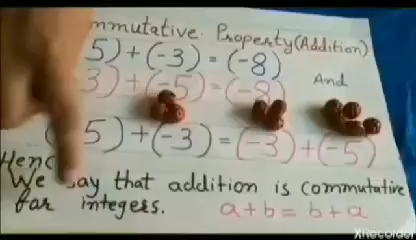 mmutative Property (Addition)
5) + (-3) = (-8)
3) + (-5) = (-8) And
5) + (-3) = (-3) + (-5)
Henc
We say that addition is commutative
for integers. a+b = b+a
XRecorder